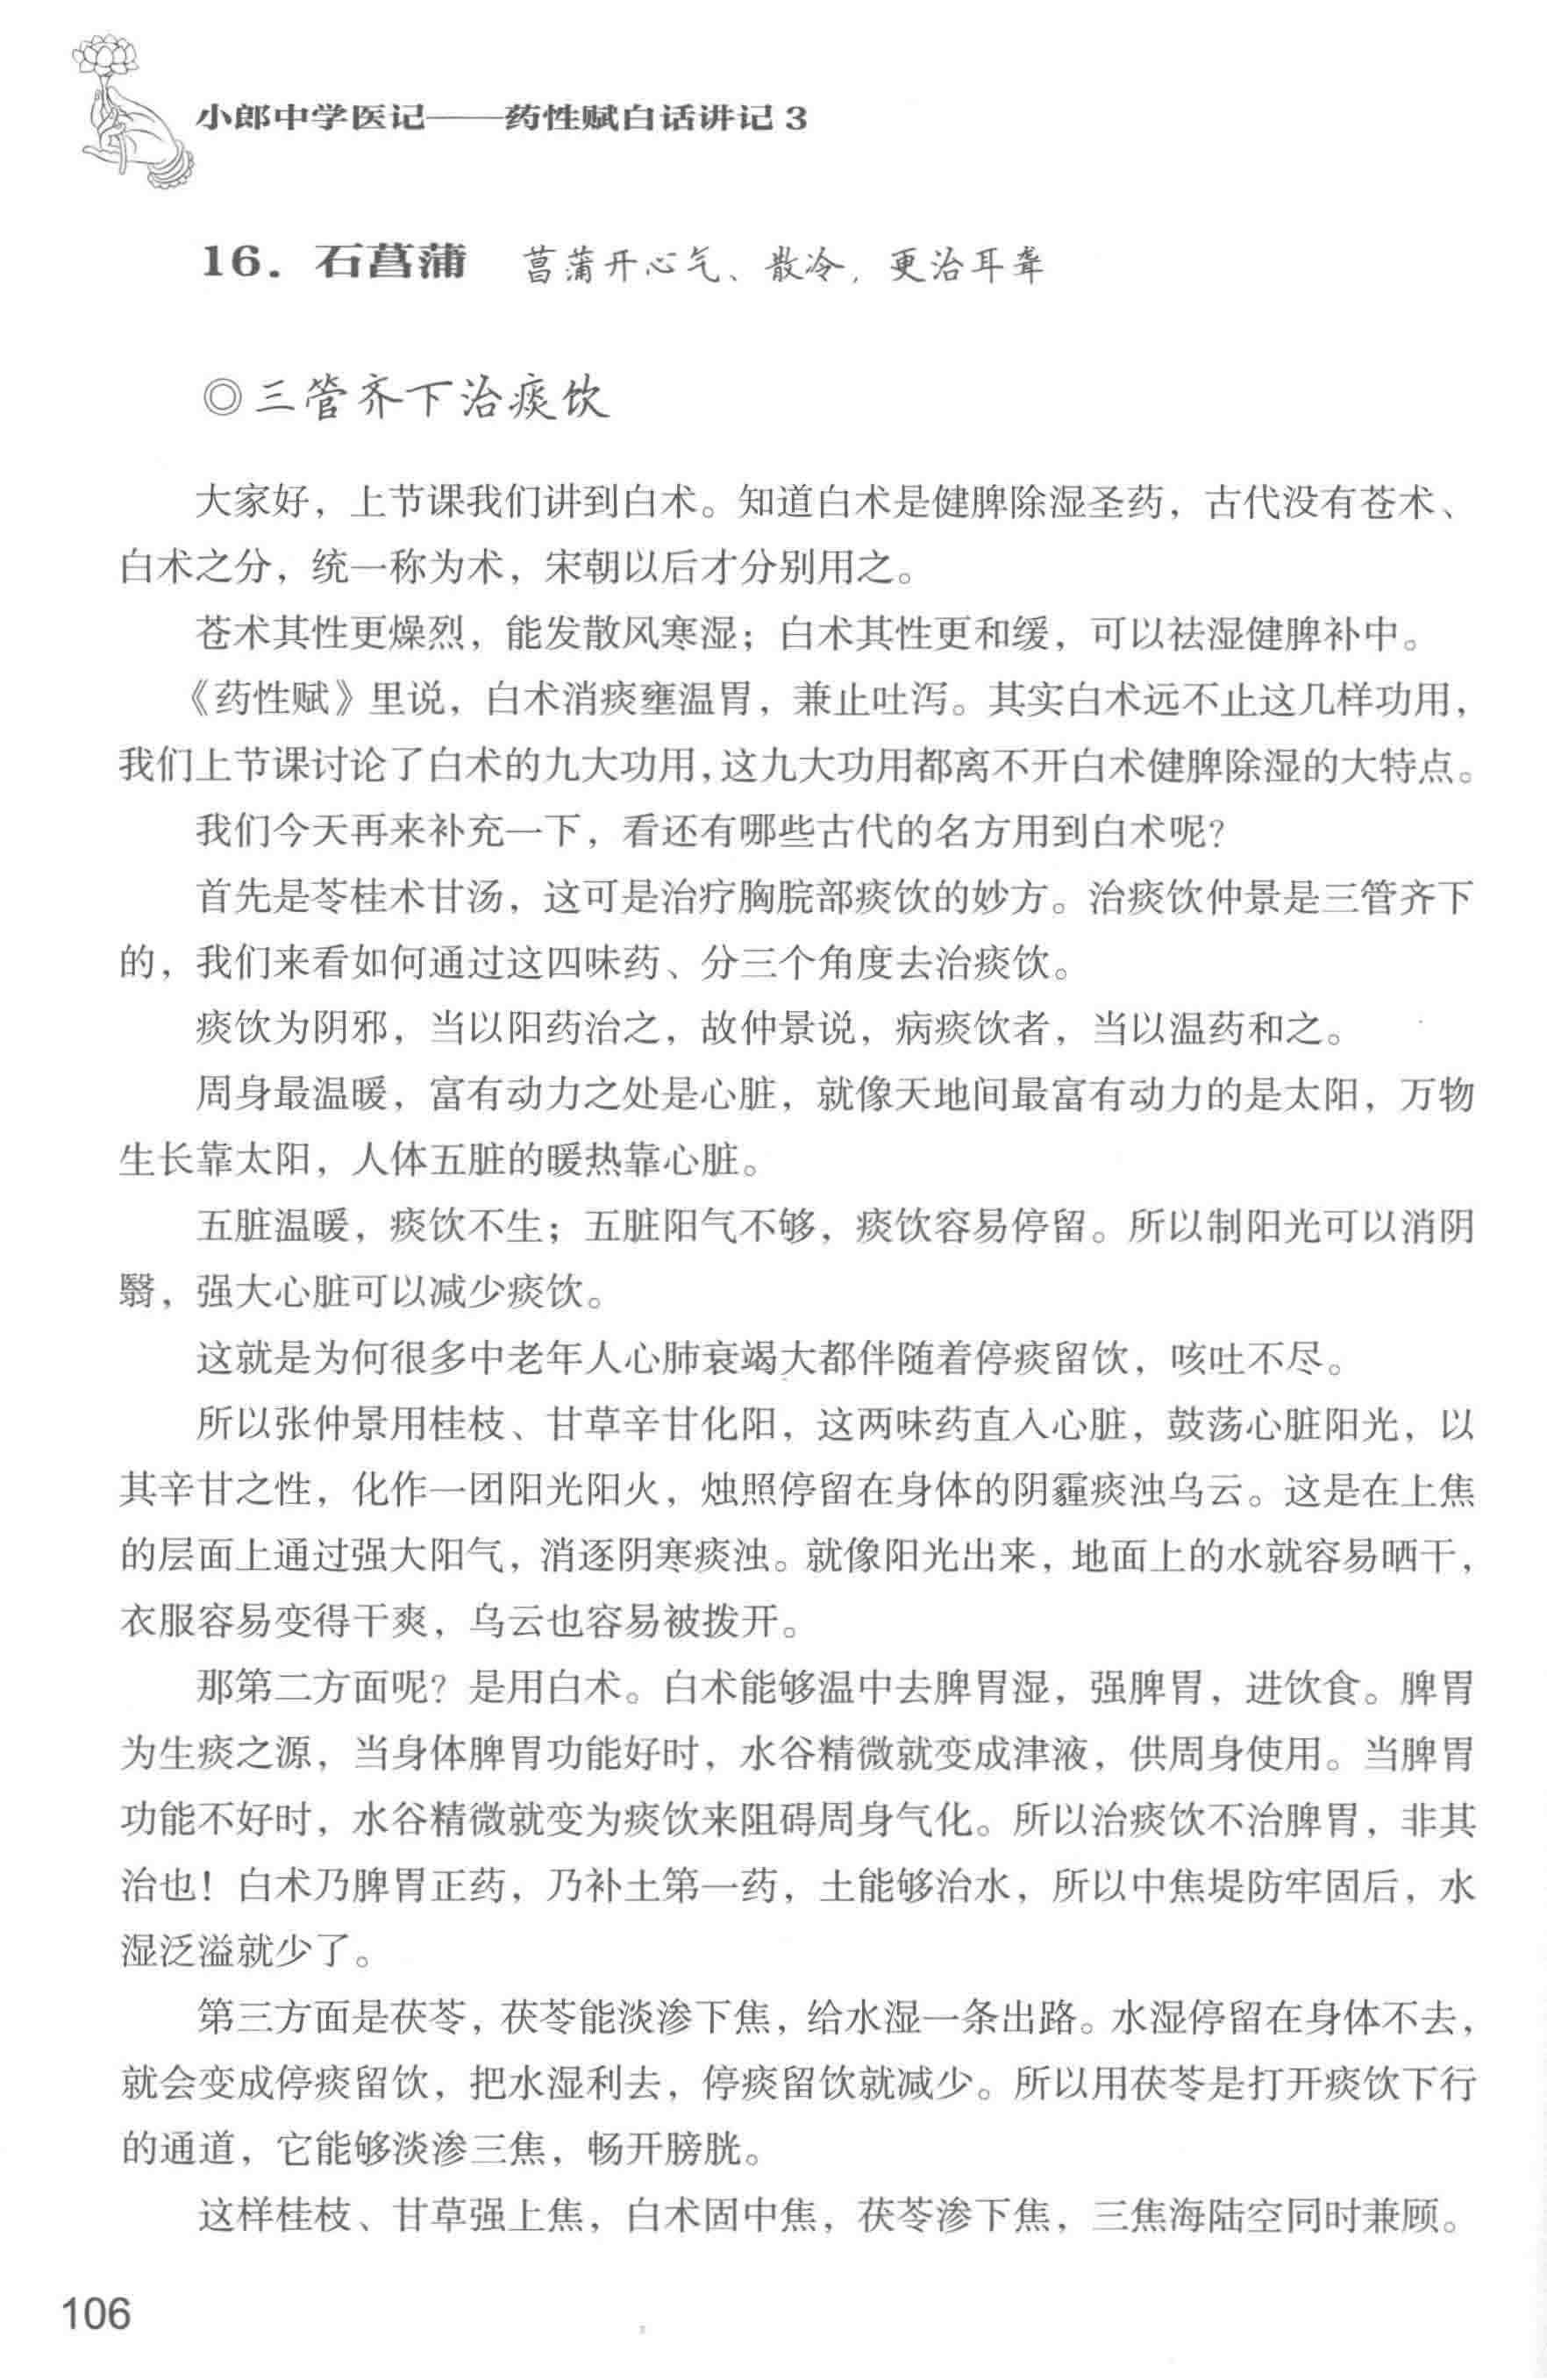 小郎中学医记——药性赋白话讲记 3
16. 石菖蒲 菖蒲开心气、散冷，更治耳聋
◎三管齐下治痰饮
大家好，上节课我们讲到白术。知道白术是健脾除湿圣药，古代没有苍术、
白术之分，统一称为术，宋朝以后才分别用之。
苍术其性更燥烈，能发散风寒湿；白术其性更和缓，可以祛湿健脾补中。
《药性赋》里说，白术消痰壅温胃，兼止吐泻。其实白术远不止这几样功用，
我们上节课讨论了白术的九大功用，这九大功用都离不开白术健脾除湿的大特点。
我们今天再来补充一下，看还有哪些古代的名方用到白术呢？
首先是苓桂术甘汤，这可是治疗胸脘部痰饮的妙方。治痰饮仲景是三管齐下
的，我们来看如何通过这四味药、分三个角度去治痰饮。
痰饮为阴邪，当以阳药治之，故仲景说，病痰饮者，当以温药和之。
周身最温暖，富有动力之处是心脏，就像天地间最富有动力的是太阳，万物
生长靠太阳，人体五脏的暖热靠心脏。
五脏温暖，痰饮不生；五脏阳气不够，痰饮容易停留。所以制阳光可以消阴
翳，强大心脏可以减少痰饮。
这就是为何很多中老年人心肺衰竭大都伴随着停痰留饮，咳吐不尽。
所以张仲景用桂枝、甘草辛甘化阳，这两味药直入心脏，鼓荡心脏阳光，以
其辛甘之性，化作一团阳光阳火，烛照停留在身体的阴霾痰浊乌云。这是在上焦
的层面上通过强大阳气，消逐阴寒痰浊。就像阳光出来，地面上的水就容易晒干，
衣服容易变得干爽，乌云也容易被拨开。
那第二方面呢？是用白术。白术能够温中去脾胃湿，强脾胃，进饮食。脾胃
为生痰之源，当身体脾胃功能好时，水谷精微就变成津液，供周身使用。当脾胃
功能不好时，水谷精微就变为痰饮来阻碍周身气化。所以治痰饮不治脾胃，非其
治也！白术乃脾胃正药，乃补土第一药，土能够治水，所以中焦堤防牢固后，水
湿泛溢就少了。
第三方面是茯苓，茯苓能淡渗下焦，给水湿一条出路。水湿停留在身体不去，
就会变成停痰留饮，把水湿利去，停痰留饮就减少。所以用茯苓是打开痰饮下行
的通道，它能够淡渗三焦，畅开膀胱。
这样桂枝、甘草强上焦，白术固中焦，茯苓渗下焦，三焦海陆空同时兼顾。
106